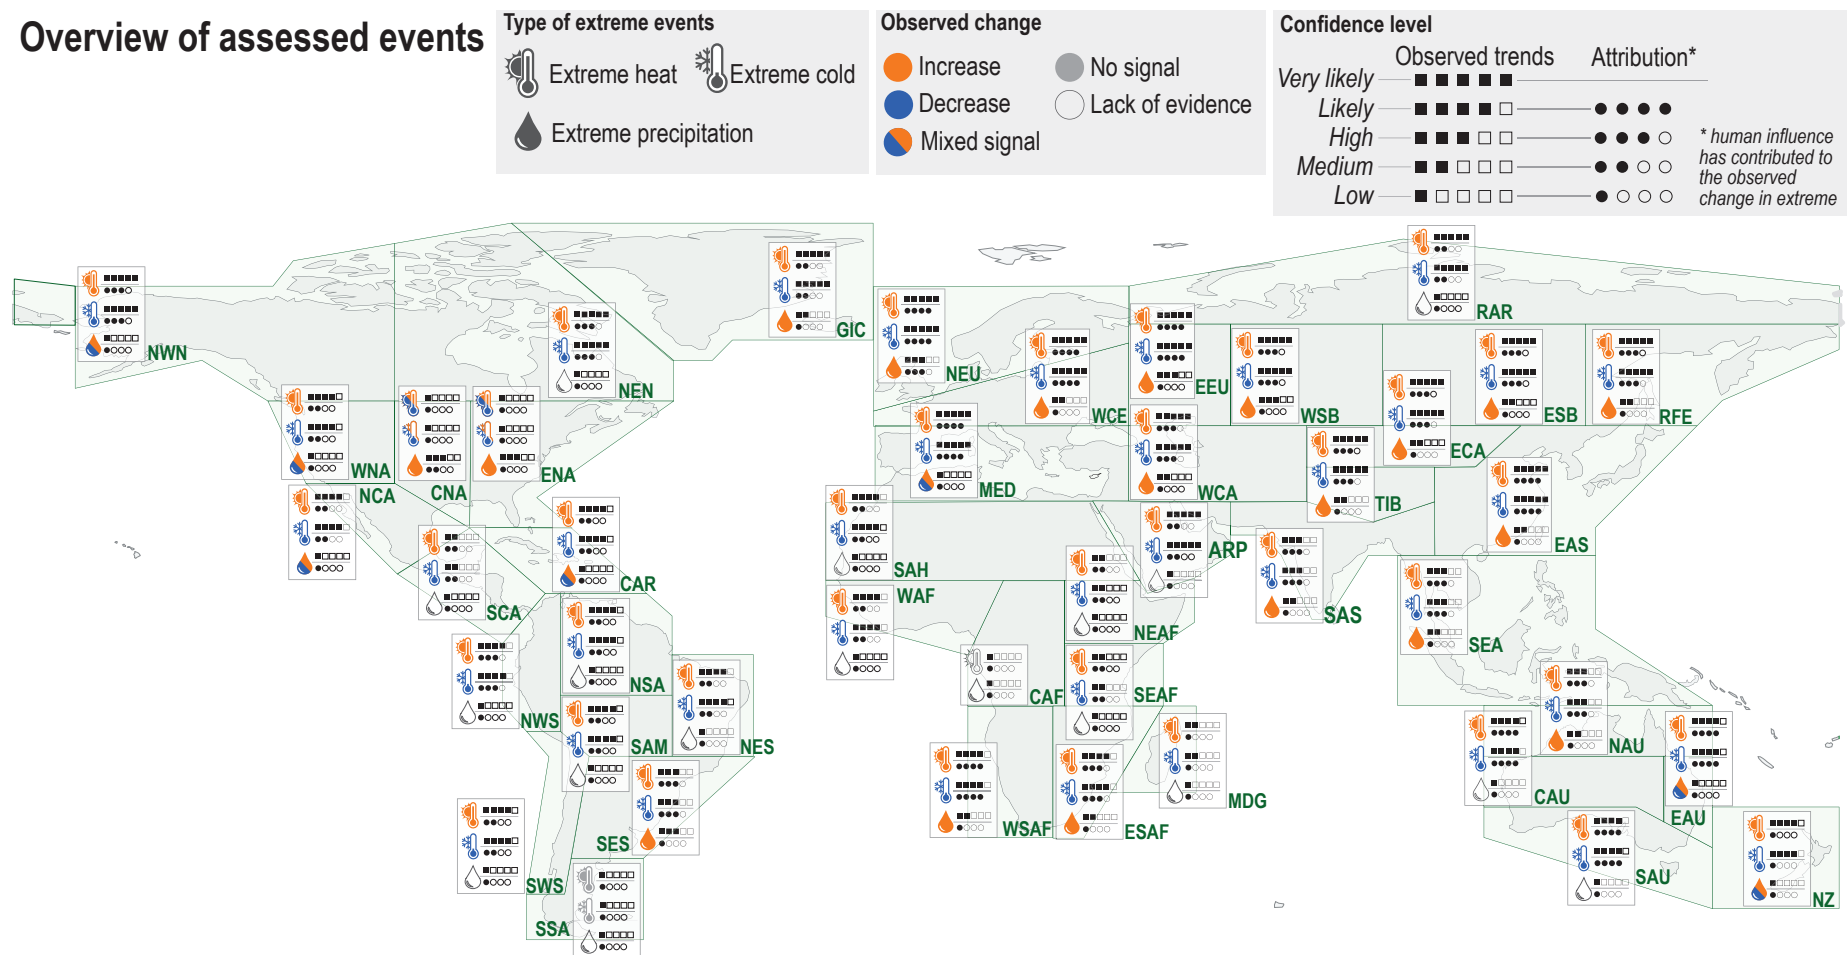 Overview of assessed events
Type of extreme events
Extreme heat
Extreme cold
Extreme precipitation
Observed change
Increase
No signal
Decrease
Lack of evidence
Mixed signal
Confidence level
Observed trends
Attribution*
Very likely
Likely
High
Medium
Low
* human influence
has contributed to
the observed
change in extreme
GIC
RAR
NWN
NEN
NEU
WCE
EEU
WSB
ESB
RFE
WNA
CNA
ENA
ECA
NCA
MED
WCA
TIB
EAS
SAH
ARP
CAR
SCA
WAF
NEAF
SAS
SEA
NSA
CAF
SEAF
NWS
SAM
NES
NAU
MDG
CAU
EAU
WSAF
ESAF
SES
SWS
SAU
NZ
SSA